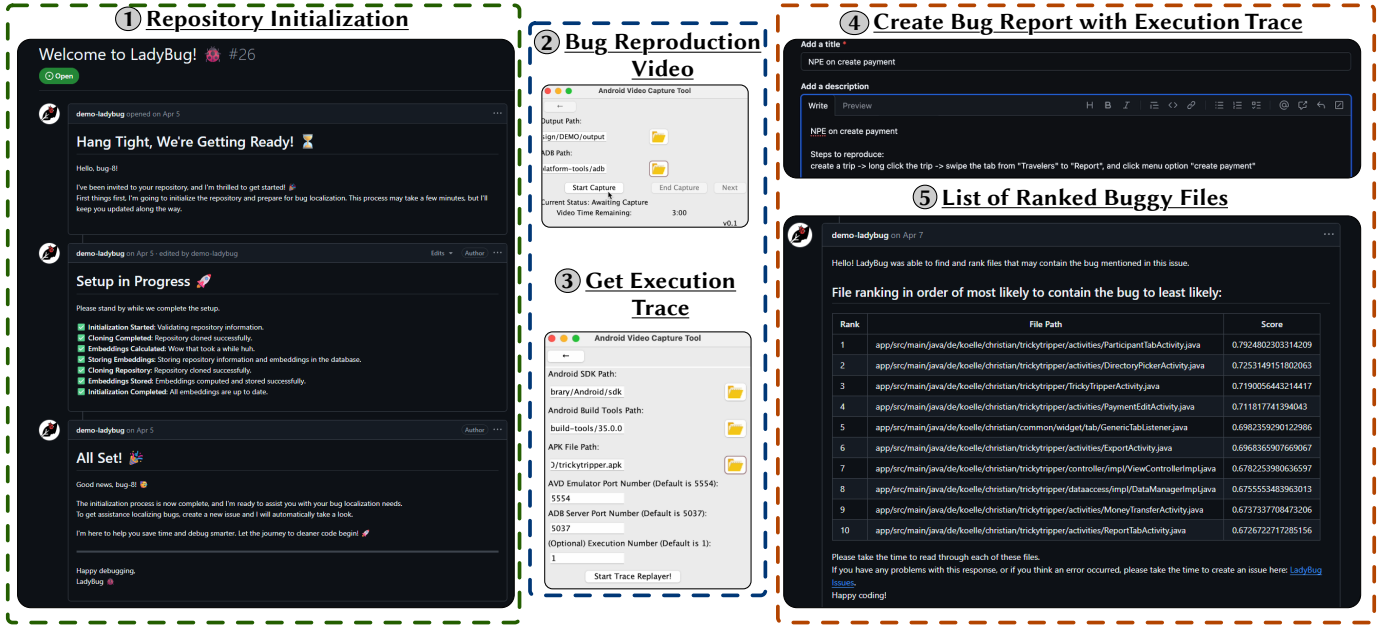 1 Repository Initialization
Welcome to LadyBug! 🐞 #26
Open
demo-ladybug opened on Apr 5
Hang Tight, We're Getting Ready! ⏳
Hello, bug-8!
I've been invited to your repository, and I'm thrilled to get started! 🎉
First things first, I'm going to initialize the repository and prepare for bug localization. This process may take a few minutes, but I'll
keep you updated along the way.
demo-ladybug on Apr 5 · edited by demo-ladybug
Edits
Author
Setup in Progress 🚀
Please stand by while we complete the setup.
✅ Initialization Started: Validating repository information.
✅ Cloning Completed: Repository cloned successfully.
✅ Embeddings Calculated: Wow that took a while huh.
✅ Storing Embeddings: Storing repository information and embeddings in the database.
✅ Cloning Repository: Repository cloned successfully.
✅ Embeddings Stored: Embeddings computed and stored successfully.
✅ Initialization Completed: All embeddings are up to date.
demo-ladybug on Apr 5
Author
All Set! 🎉
Good news, bug-8!
The initialization process is now complete, and I'm ready to assist you with your bug localization needs.
To get assistance localizing bugs, create a new issue and I will automatically take a look.
I'm here to help you save time and debug smarter. Let the journey to cleaner code begin! 🚀
Happy debugging,
LadyBug 🐞
2 Bug Reproduction
Video
Android Video Capture Tool
←
Output Path:
sign/DEMO/output
ADB Path:
platform-tools/adb
Start Capture
End Capture
Next
Current Status: Awaiting Capture
Video Time Remaining: 3:00
v0.1
3 Get Execution
Trace
Android Video Capture Tool
←
Android SDK Path:
brary/Android/sdk
Android Build Tools Path:
build-tools/35.0.0
APK File Path:
)/trickytripper.apk
AVD Emulator Port Number (Default is 5554):
5554
ADB Server Port Number (Default is 5037):
5037
(Optional) Execution Number (Default is 1):
1
Start Trace Replayer!
4 Create Bug Report with Execution Trace
Add a title *
NPE on create payment
Add a description
Write
Preview
H B I
NPE on create payment
Steps to reproduce:
create a trip -> long click the trip -> swipe the tab from "Travelers" to "Report", and click menu option "create payment"
5 List of Ranked Buggy Files
demo-ladybug on Apr 7
Hello! LadyBug was able to find and rank files that may contain the bug mentioned in this issue.
File ranking in order of most likely to contain the bug to least likely:
Rank File Path Score
1 app/src/main/java/de/koelle/christian/trickytripper/activities/ParticipantTabActivity.java 0.7924802303314209
2 app/src/main/java/de/koelle/christian/trickytripper/activities/DirectoryPickerActivity.java 0.7253149151802063
3 app/src/main/java/de/koelle/christian/trickytripper/TrickyTripperActivity.java 0.7190056443214417
4 app/src/main/java/de/koelle/christian/trickytripper/activities/PaymentEditActivity.java 0.711817741394043
5 app/src/main/java/de/koelle/christian/common/widget/tab/GenericTabListener.java 0.6982359290122986
6 app/src/main/java/de/koelle/christian/trickytripper/activities/ExportActivity.java 0.6968365907669067
7 app/src/main/java/de/koelle/christian/trickytripper/controller/impl/ViewControllerImpl.java 0.6782253980636597
8 app/src/main/java/de/koelle/christian/trickytripper/dataaccess/impl/DataManagerImpl.java 0.6755553483963013
9 app/src/main/java/de/koelle/christian/trickytripper/activities/MoneyTransferActivity.java 0.6737337708473206
10 app/src/main/java/de/koelle/christian/trickytripper/activities/ReportTabActivity.java 0.6726722717285156
Please take the time to read through each of these files.
If you have any problems with this response, or if you think an error occurred, please take the time to create an issue here: LadyBug
Issues.
Happy coding!